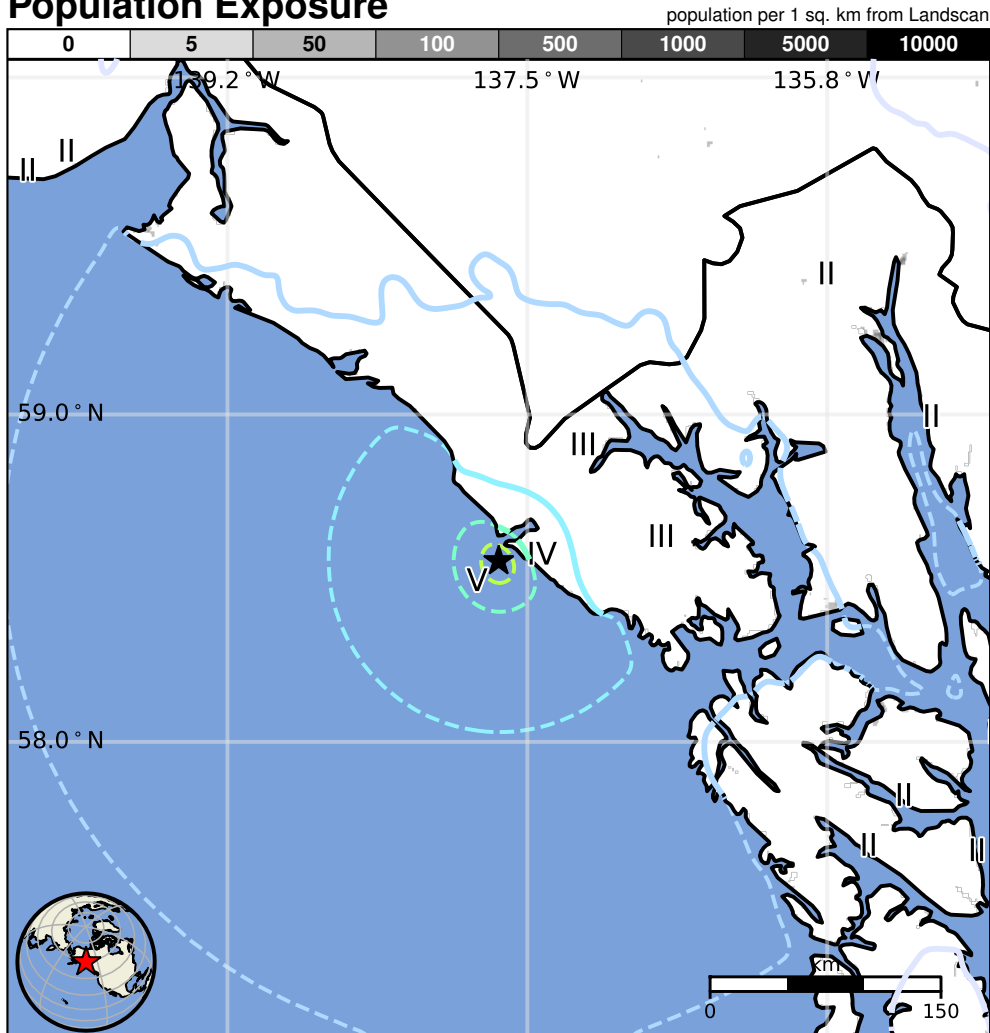 Population Exposure
population per 1 sq. km from Landscan
0 5 50 100 500 1000 5000 10000
139.2°W 137.5°W 135.8°W
II
II
II
59.0°N
II
III
III
IV
V
58.0°N
II
II
II
km
0 150